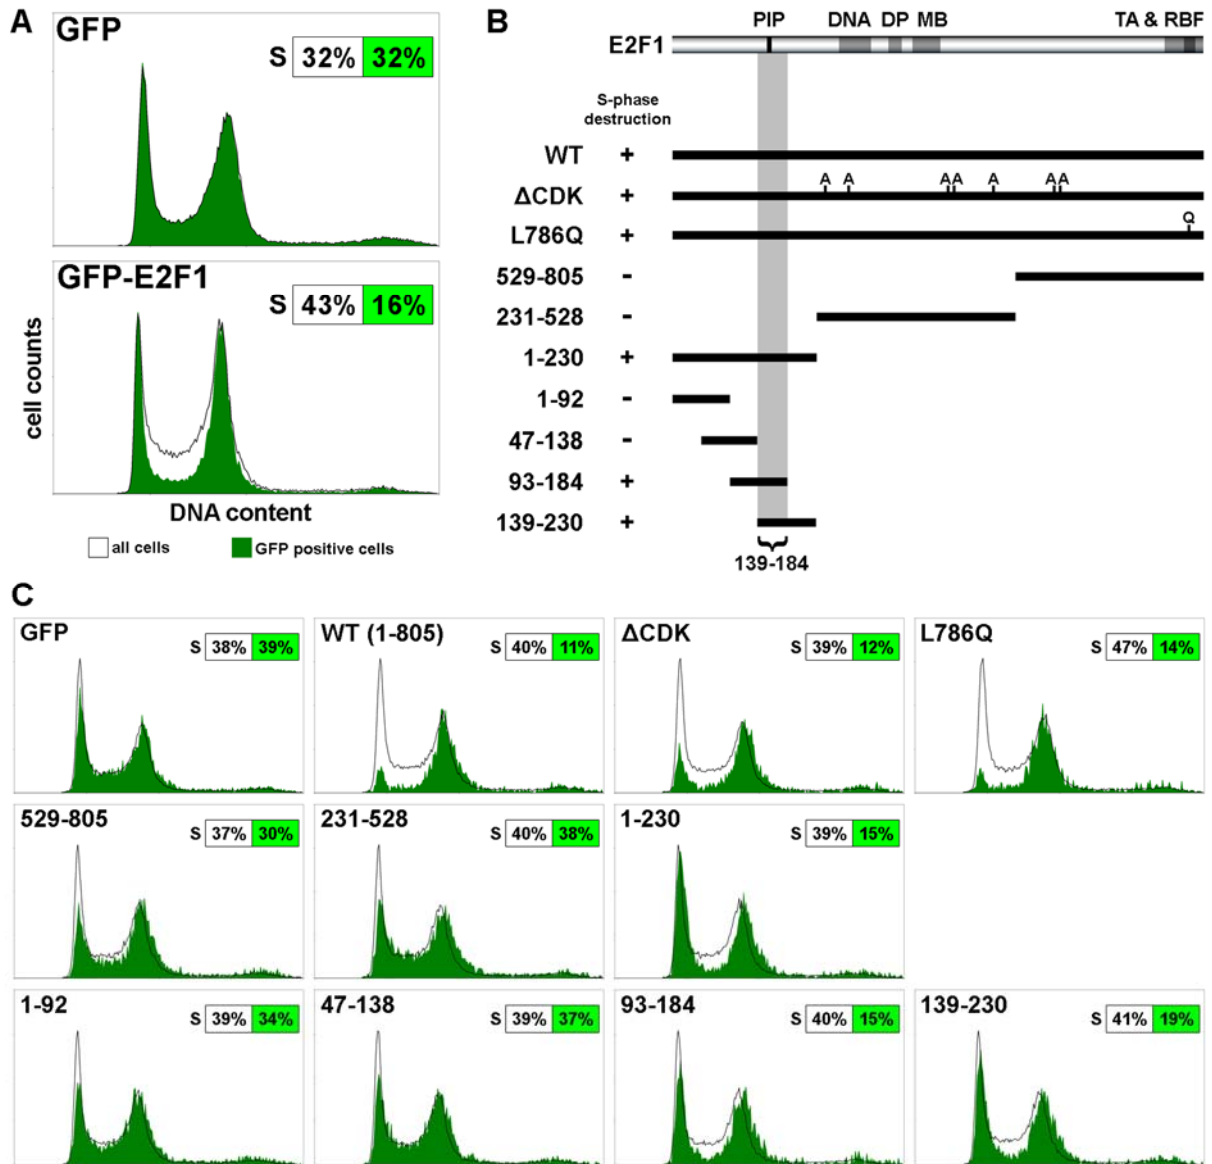 A
GFP
S 32% 32%
GFP-E2F1
S 43% 16%
cell counts
DNA content
all cells
GFP positive cells
B
PIP DNA DP MB TA & RBF
E2F1
S-phase
destruction
WT +
A A AA A AA
ΔCDK +
Q
L786Q +
529-805 -
231-528 -
1-230 +
1-92 -
47-138 -
93-184 +
139-230 +
139-184
C
GFP
S 38% 39%
WT (1-805)
S 40% 11%
ΔCDK
S 39% 12%
L786Q
S 47% 14%
529-805
S 37% 30%
231-528
S 40% 38%
1-230
S 39% 15%
1-92
S 39% 34%
47-138
S 39% 37%
93-184
S 40% 15%
139-230
S 41% 19%